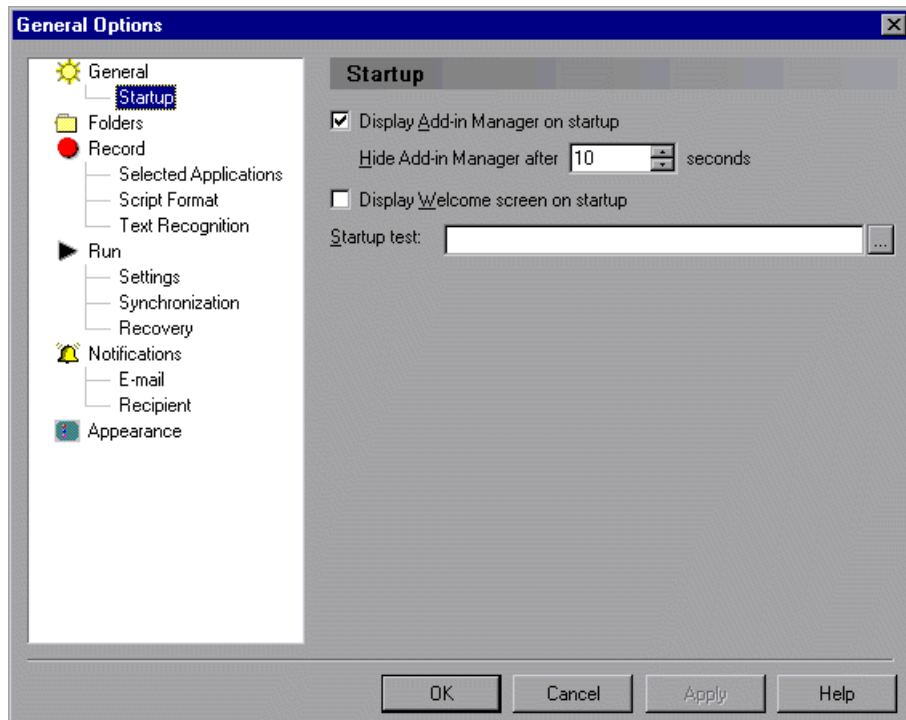 General Options
General
Startup
Folders
Record
Selected Applications
Script Format
Text Recognition
Run
Settings
Synchronization
Recovery
Notifications
E-mail
Recipient
Appearance
Startup
Display Add-in Manager on startup
Hide Add-in Manager after 10 seconds
Display Welcome screen on startup
Startup test: ...
OK Cancel Apply Help